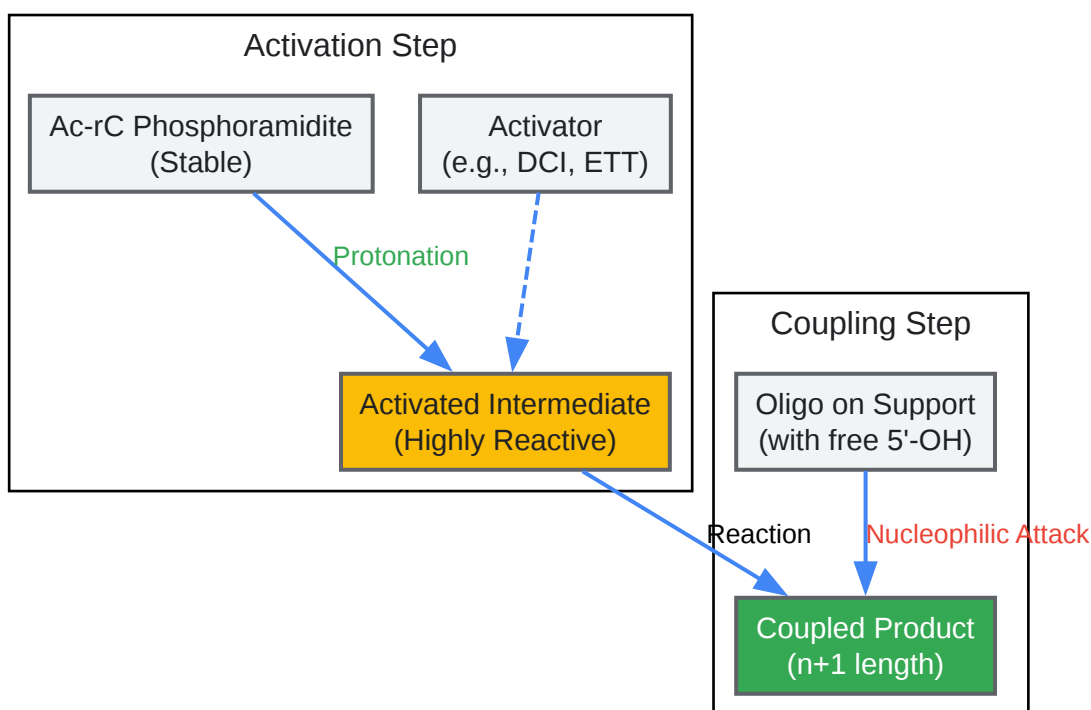 Activation Step
Ac-rC Phosphoramidite
(Stable)
Activator
(e.g., DCI, ETT)
Protonation
Activated Intermediate
(Highly Reactive)
Coupling Step
Oligo on Support
(with free 5'-OH)
Reaction
Nucleophilic Attack
Coupled Product
(n+1 length)